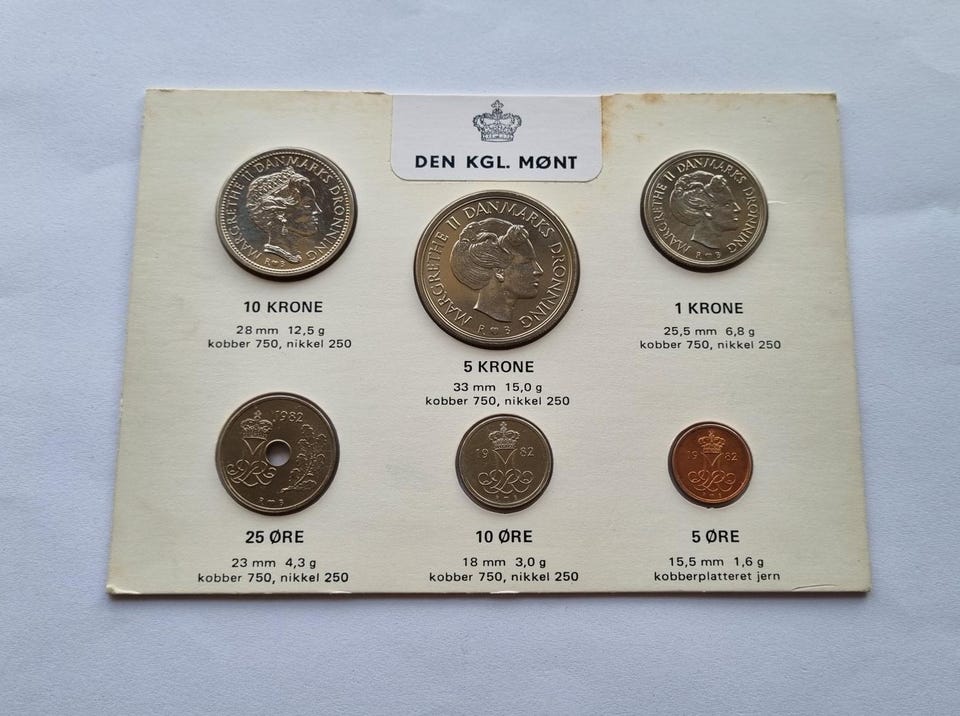 DEN KGL. MØNT
MARGRETHE II DANMARKS DRONNING
R ♥ B
10 KRONE
28 mm 12,5 g
kobber 750, nikkel 250
MARGRETHE II DANMARKS DRONNING
R ♥ B
5 KRONE
33 mm 15,0 g
kobber 750, nikkel 250
MARGRETHE II DANMARKS DRONNING
R ♥ B
1 KRONE
25,5 mm 6,8 g
kobber 750, nikkel 250
1982
R ♥ B
25 ØRE
23 mm 4,3 g
kobber 750, nikkel 250
1982
R ♥ B
10 ØRE
18 mm 3,0 g
kobber 750, nikkel 250
1982
R ♥ B
5 ØRE
15,5 mm 1,6 g
kobberplatteret jern